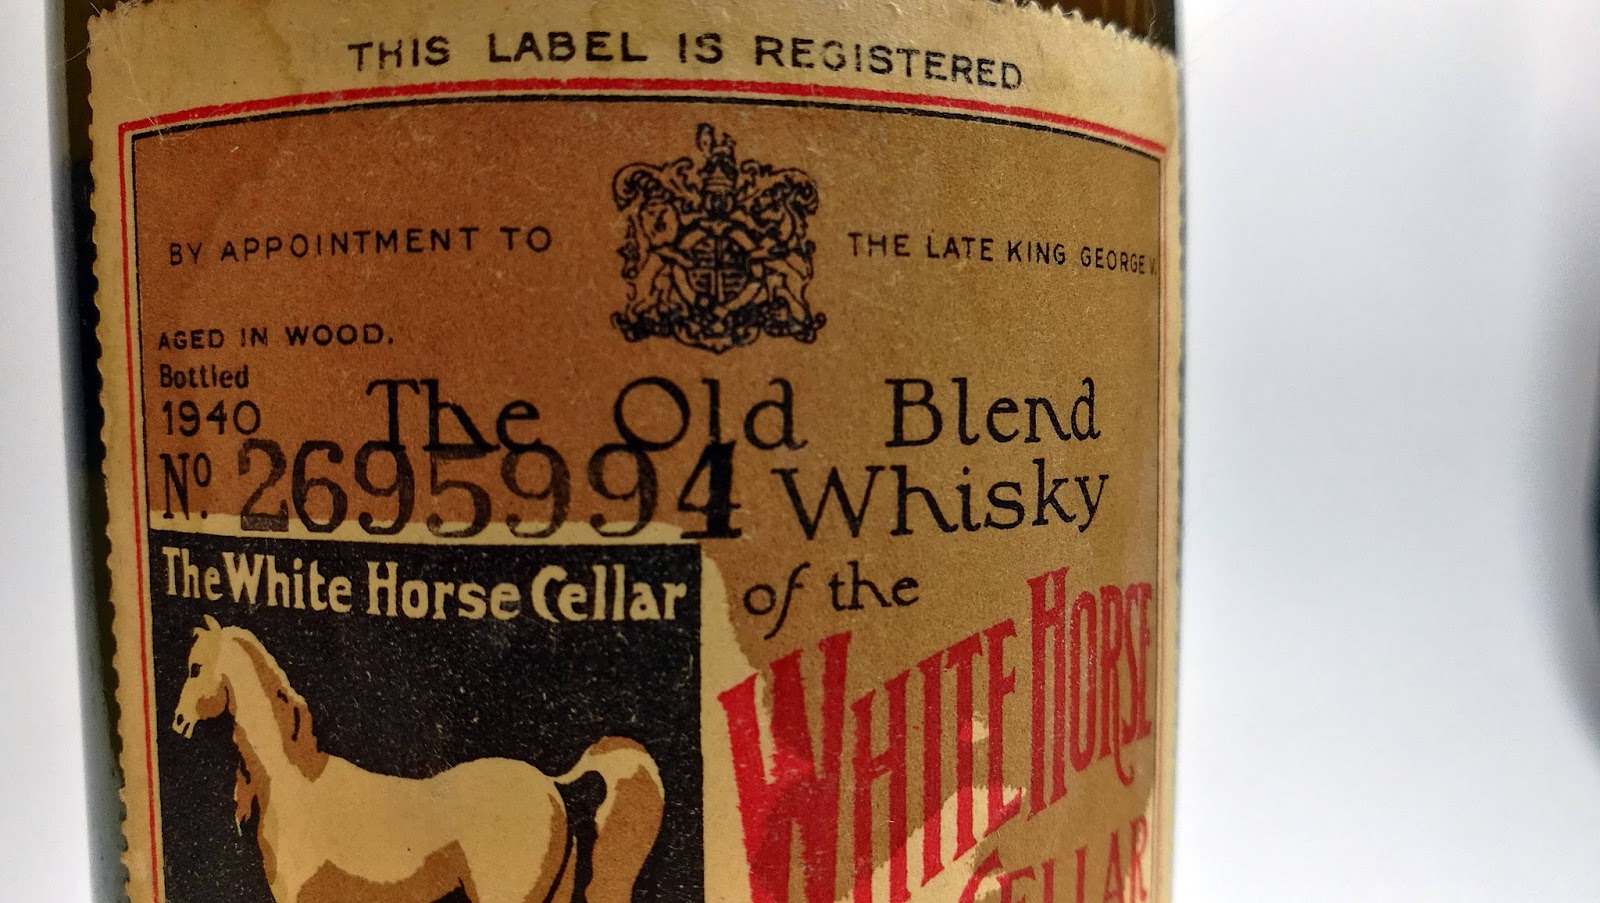 THIS LABEL IS REGISTERED
BY APPOINTMENT TO THE LATE KING GEORGE V.
AGED IN WOOD.
Bottled
1940
The Old Blend
Nº. 2695994 Whisky
of the
The White Horse Cellar
WHITE HORSE
CELLAR